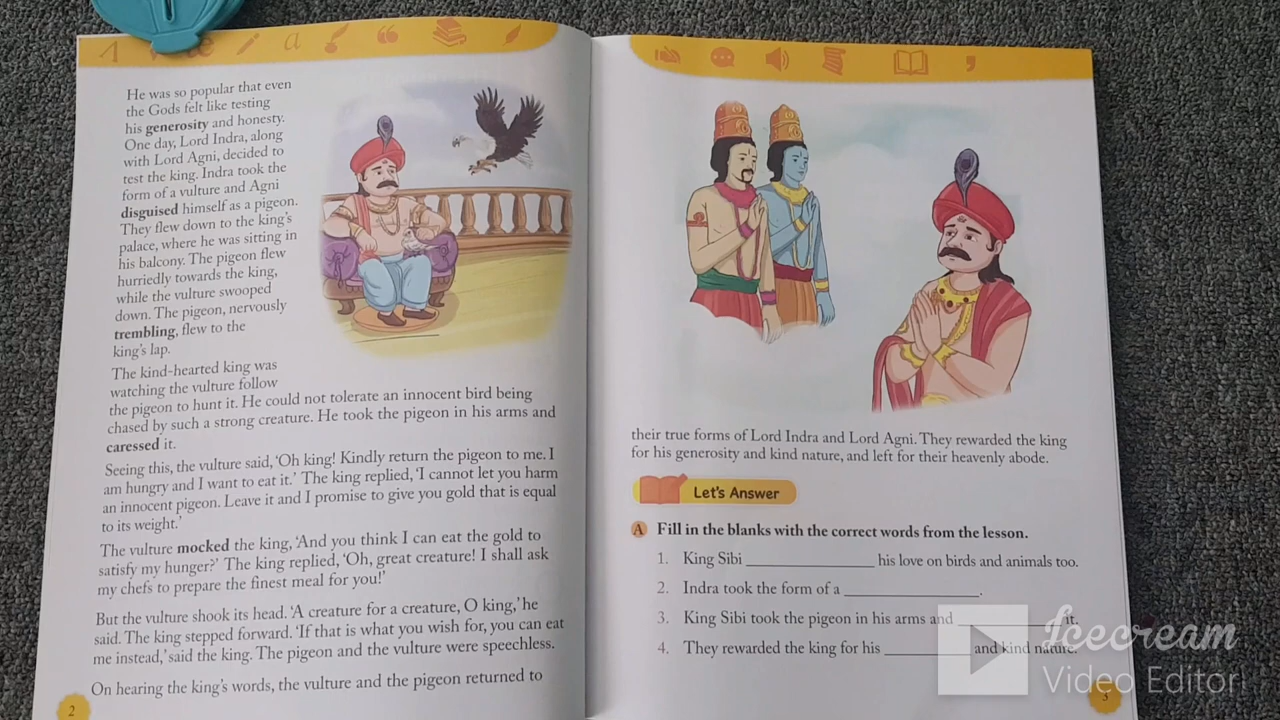 He was so popular that even
the Gods felt like testing
his generosity and honesty.
One day, Lord Indra, along
with Lord Agni, decided to
test the king. Indra took the
form of a vulture and Agni
disguised himself as a pigeon.
They flew down to the king's
palace, where he was sitting in
his balcony. The pigeon flew
hurriedly towards the king,
while the vulture swooped
down. The pigeon, nervously
trembling, flew to the
king's lap.
The kind-hearted king was
watching the vulture follow
the pigeon to hunt it. He could not tolerate an innocent bird being
chased by such a strong creature. He took the pigeon in his arms and
caressed it.
Seeing this, the vulture said, 'Oh king! Kindly return the pigeon to me. I
am hungry and I want to eat it.' The king replied, 'I cannot let you harm
an innocent pigeon. Leave it and I promise to give you gold that is equal
to its weight.'
The vulture mocked the king, 'And you think I can eat the gold to
satisfy my hunger?' The king replied, 'Oh, great creature! I shall ask
my chefs to prepare the finest meal for you!'
But the vulture shook its head. 'A creature for a creature, O king,' he
said. The king stepped forward. 'If that is what you wish for, you can eat
me instead,' said the king. The pigeon and the vulture were speechless.
On hearing the king's words, the vulture and the pigeon returned to
2
their true forms of Lord Indra and Lord Agni. They rewarded the king
for his generosity and kind nature, and left for their heavenly abode.
Let's Answer
A Fill in the blanks with the correct words from the lesson.
1. King Sibi ______________ his love on birds and animals too.
2. Indra took the form of a ______________.
3. King Sibi took the pigeon in his arms and ______________ it.
4. They rewarded the king for his __________ and kind nature.
3
Icecream
Video Editor